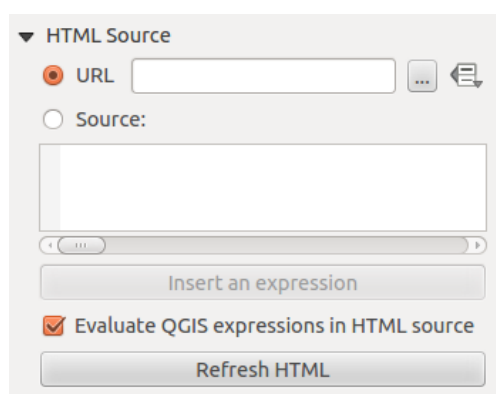 HTML Source
URL ...
Source:
Insert an expression
Evaluate QGIS expressions in HTML source
Refresh HTML